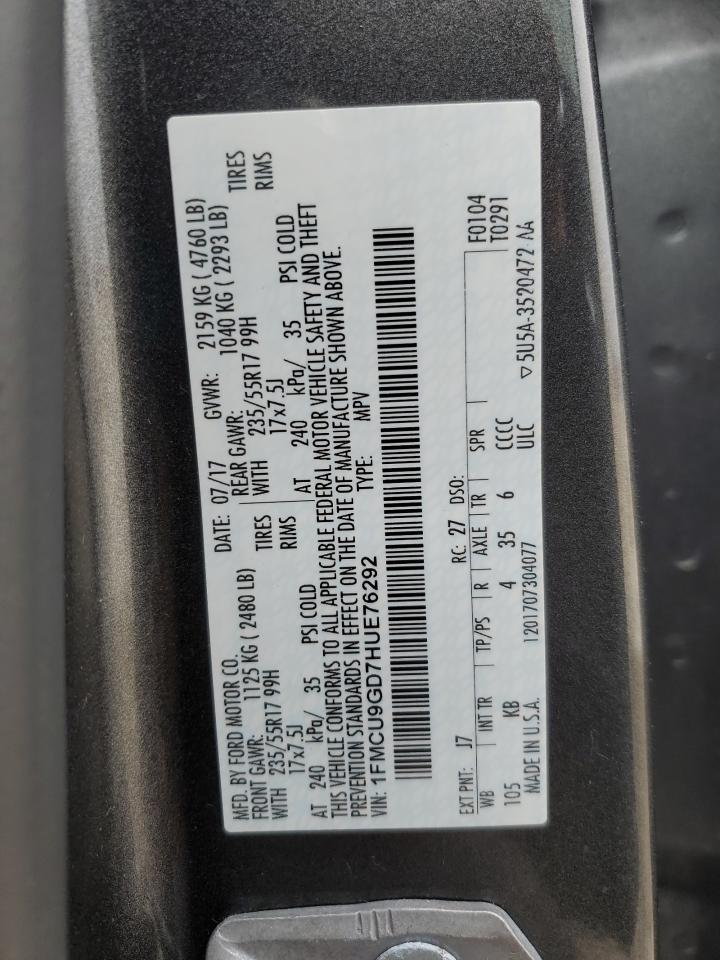 MFD. BY FORD MOTOR CO.
DATE: 07/17 GVWR: 2159 KG ( 4760 LB)
FRONT GAWR: 1125 KG ( 2480 LB) REAR GAWR: 1040 KG ( 2293 LB)
WITH 235/55R17 99H TIRES WITH 235/55R17 99H TIRES
17x7.5J RIMS 17x7.5J RIMS
AT 240 kPa/ 35 PSI COLD AT 240 kPa/ 35 PSI COLD
THIS VEHICLE CONFORMS TO ALL APPLICABLE FEDERAL MOTOR VEHICLE SAFETY AND THEFT
PREVENTION STANDARDS IN EFFECT ON THE DATE OF MANUFACTURE SHOWN ABOVE.
VIN: 1FMCU9GD7HUE76292 TYPE: MPV
EXT PNT: J7 RC: 27 DSO: F0104
WB INT TR TP/PS R AXLE TR SPR T0291
105 KB 4 35 6 CCCC
ULC
MADE IN U.S.A. 1201707304077 ▽5U5A-3520472 AA